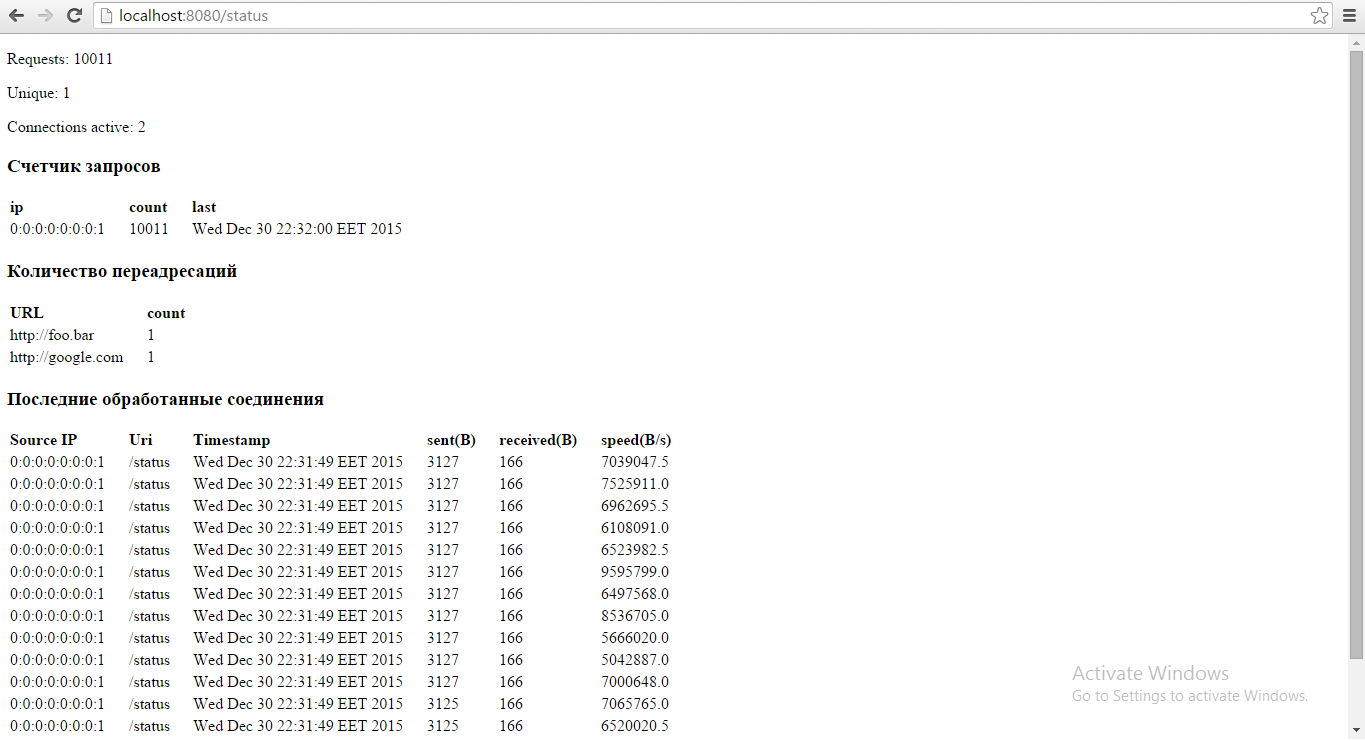 localhost:8080/status
Requests: 10011
Unique: 1
Connections active: 2
Счетчик запросов
ip count last
0:0:0:0:0:0:0:1 10011 Wed Dec 30 22:32:00 EET 2015
Количество переадресаций
URL count
http://foo.bar 1
http://google.com 1
Последние обработанные соединения
Source IP Uri Timestamp sent(B) received(B) speed(B/s)
0:0:0:0:0:0:0:1 /status Wed Dec 30 22:31:49 EET 2015 3127 166 7039047.5
0:0:0:0:0:0:0:1 /status Wed Dec 30 22:31:49 EET 2015 3127 166 7525911.0
0:0:0:0:0:0:0:1 /status Wed Dec 30 22:31:49 EET 2015 3127 166 6962695.5
0:0:0:0:0:0:0:1 /status Wed Dec 30 22:31:49 EET 2015 3127 166 6108091.0
0:0:0:0:0:0:0:1 /status Wed Dec 30 22:31:49 EET 2015 3127 166 6523982.5
0:0:0:0:0:0:0:1 /status Wed Dec 30 22:31:49 EET 2015 3127 166 9595799.0
0:0:0:0:0:0:0:1 /status Wed Dec 30 22:31:49 EET 2015 3127 166 6497568.0
0:0:0:0:0:0:0:1 /status Wed Dec 30 22:31:49 EET 2015 3127 166 8536705.0
0:0:0:0:0:0:0:1 /status Wed Dec 30 22:31:49 EET 2015 3127 166 5666020.0
0:0:0:0:0:0:0:1 /status Wed Dec 30 22:31:49 EET 2015 3127 166 5042887.0
0:0:0:0:0:0:0:1 /status Wed Dec 30 22:31:49 EET 2015 3127 166 7000648.0
0:0:0:0:0:0:0:1 /status Wed Dec 30 22:31:49 EET 2015 3125 166 7065765.0
0:0:0:0:0:0:0:1 /status Wed Dec 30 22:31:49 EET 2015 3125 166 6520020.5
Activate Windows
Go to Settings to activate Windows.